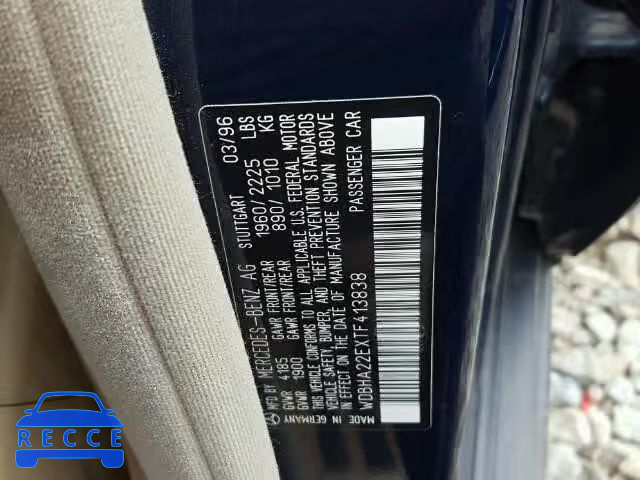 MFD BY MERCEDES-BENZ AG STUTTGART 03/96
GVWR 4185 GAWR FRONT/REAR 1960/2225 LBS
GVWR 1900 GAWR FRONT/REAR 890/1010 KG
THIS VEHICLE CONFORMS TO ALL APPLICABLE U.S. FEDERAL MOTOR
VEHICLE SAFETY, BUMPER, AND THEFT PREVENTION STANDARDS
IN EFFECT ON THE DATE OF MANUFACTURE SHOWN ABOVE
WDBHA22EXTF413838 PASSENGER CAR
MADE IN GERMANY
RECCE